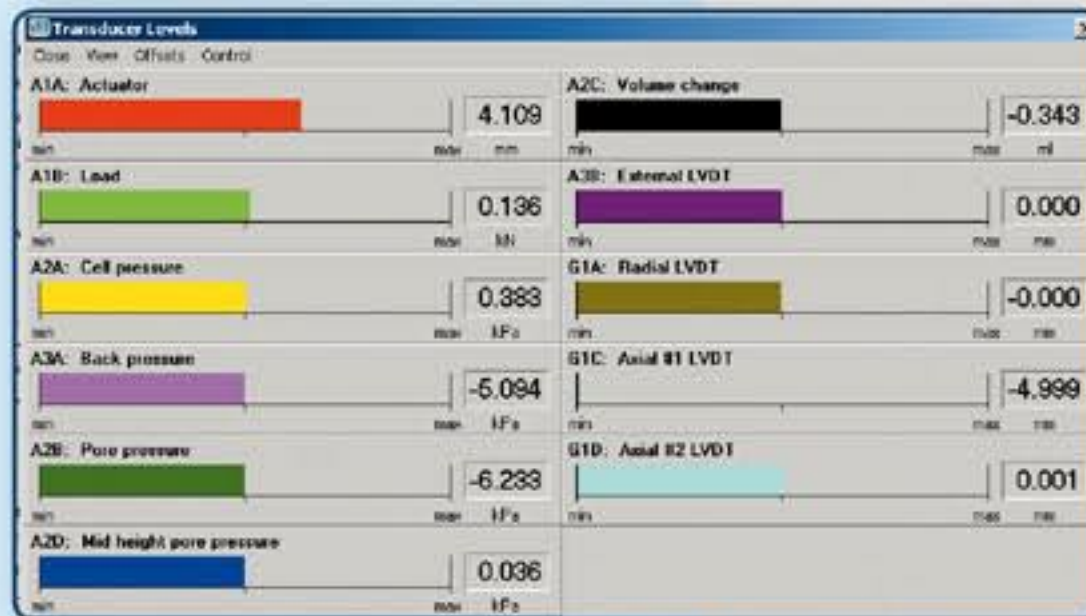 Transducer Levels
Close View Offsets Control
A1A: Actuator
4.109
min max mm
A1B: Load
0.136
min max kN
A2A: Cell pressure
0.383
min max kPa
A3A: Back pressure
-5.094
min max kPa
A2B: Pore pressure
-6.233
min max kPa
A2D: Mid height pore pressure
0.036
min max kPa
A2C: Volume change
-0.343
min max ml
A3B: External LVDT
0.000
min max mm
G1A: Radial LVDT
-0.000
min max mm
G1C: Axial #1 LVDT
-4.999
min max mm
G1D: Axial #2 LVDT
0.001
min max mm